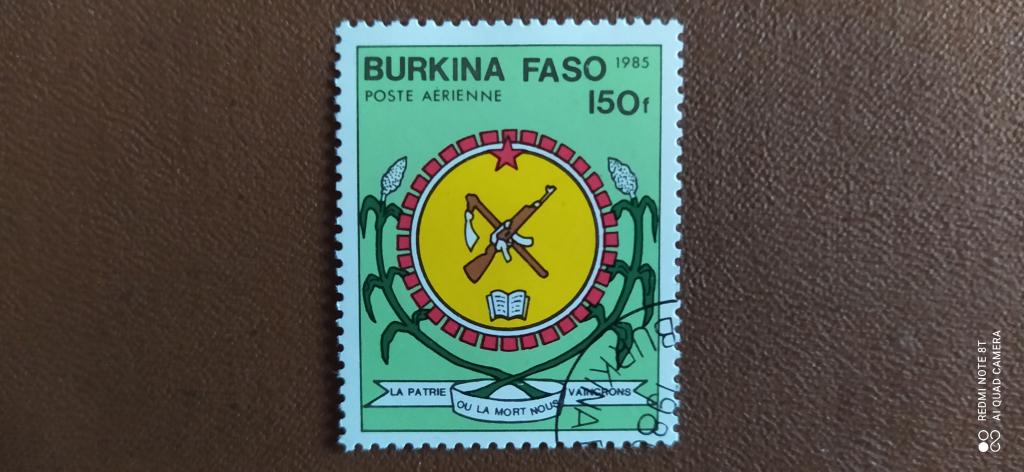 BURKINA FASO 1985
POSTE AÉRIENNE
150f
LA PATRIE OU LA MORT NOUS VAINCRONS
REDMI NOTE 8T
AI QUAD CAMERA